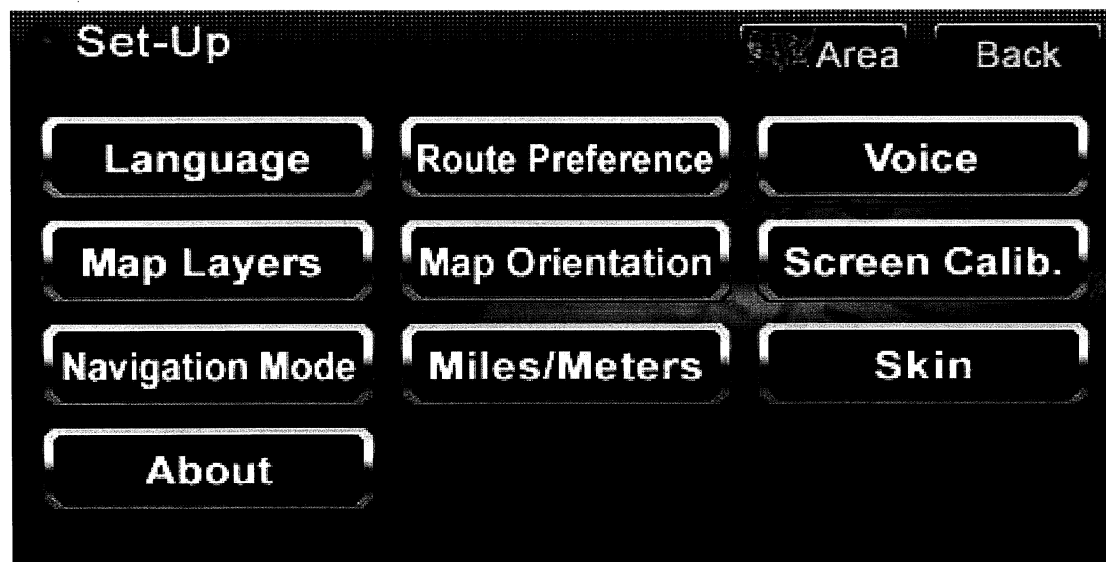 Set-Up
Area
Back
Language
Route Preference
Voice
Map Layers
Map Orientation
Screen Calib.
Navigation Mode
Miles/Meters
Skin
About